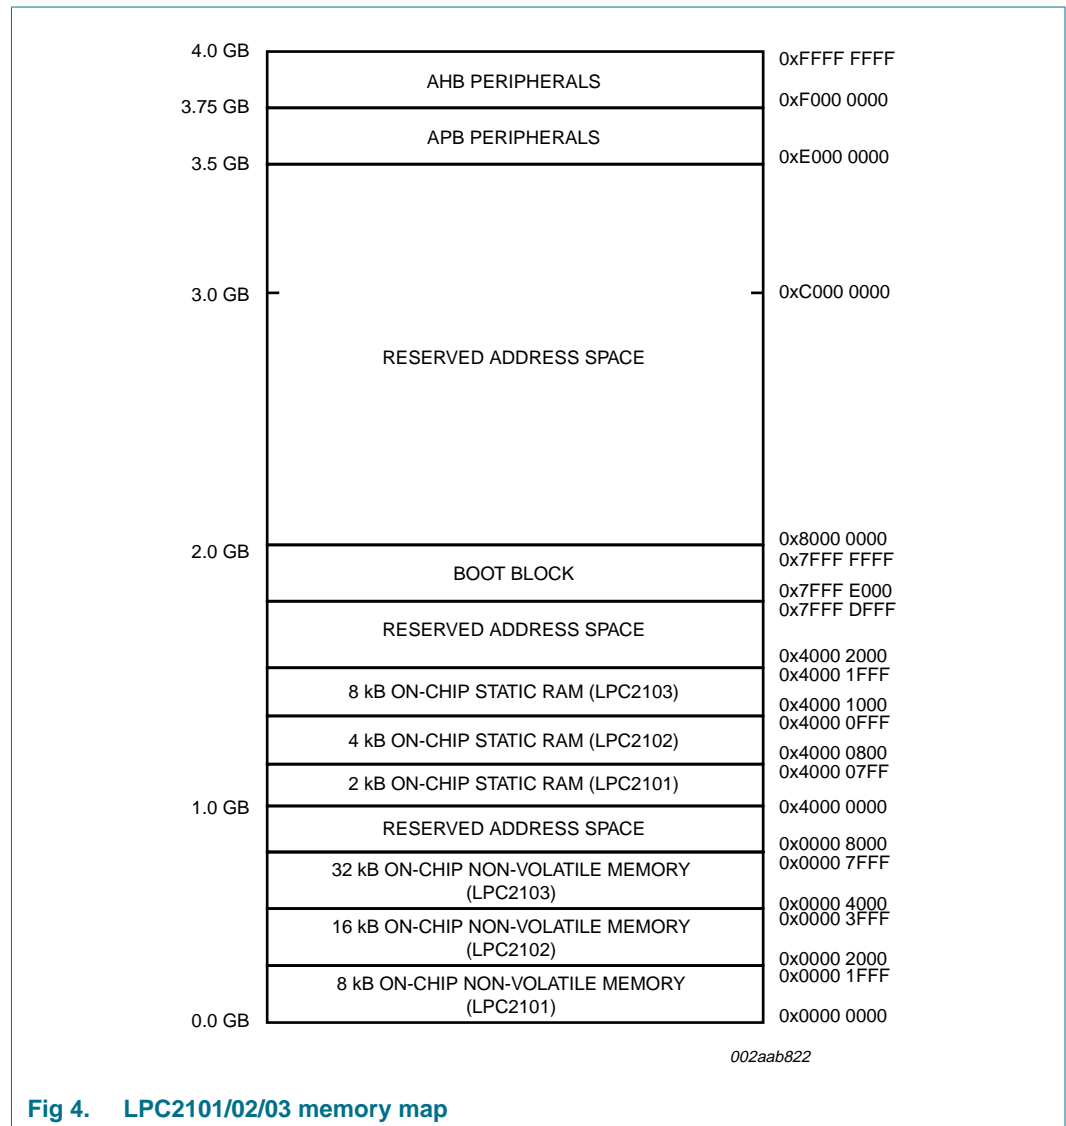 4.0 GB
0xFFFF FFFF
AHB PERIPHERALS
3.75 GB
0xF000 0000
APB PERIPHERALS
3.5 GB
0xE000 0000
3.0 GB
0xC000 0000
RESERVED ADDRESS SPACE
0x8000 0000
2.0 GB
0x7FFF FFFF
BOOT BLOCK
0x7FFF E000
0x7FFF DFFF
RESERVED ADDRESS SPACE
0x4000 2000
0x4000 1FFF
8 kB ON-CHIP STATIC RAM (LPC2103)
0x4000 1000
0x4000 0FFF
4 kB ON-CHIP STATIC RAM (LPC2102)
0x4000 0800
0x4000 07FF
2 kB ON-CHIP STATIC RAM (LPC2101)
1.0 GB
0x4000 0000
RESERVED ADDRESS SPACE
0x0000 8000
0x0000 7FFF
32 kB ON-CHIP NON-VOLATILE MEMORY
(LPC2103)
0x0000 4000
0x0000 3FFF
16 kB ON-CHIP NON-VOLATILE MEMORY
(LPC2102)
0x0000 2000
0x0000 1FFF
8 kB ON-CHIP NON-VOLATILE MEMORY
(LPC2101)
0.0 GB
0x0000 0000
002aab822
Fig 4. LPC2101/02/03 memory map